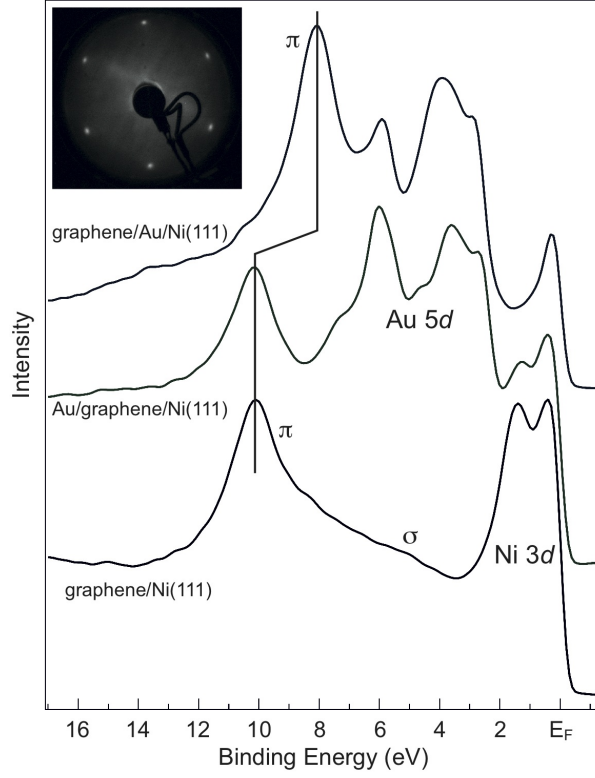 π
graphene/Au/Ni(111)
Au 5d
Au/graphene/Ni(111)
π
σ
Ni 3d
graphene/Ni(111)
Intensity
16 14 12 10 8 6 4 2 E_F
Binding Energy (eV)